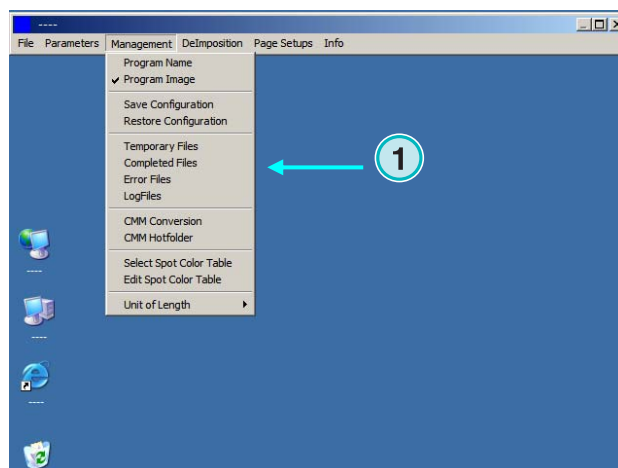 ----
File Parameters Management DeImposition Page Setups Info
Program Name
Program Image
Save Configuration
Restore Configuration
Temporary Files
Completed Files
Error Files
LogFiles
1
CMM Conversion
CMM Hotfolder
Select Spot Color Table
Edit Spot Color Table
Unit of Length
----
----
----